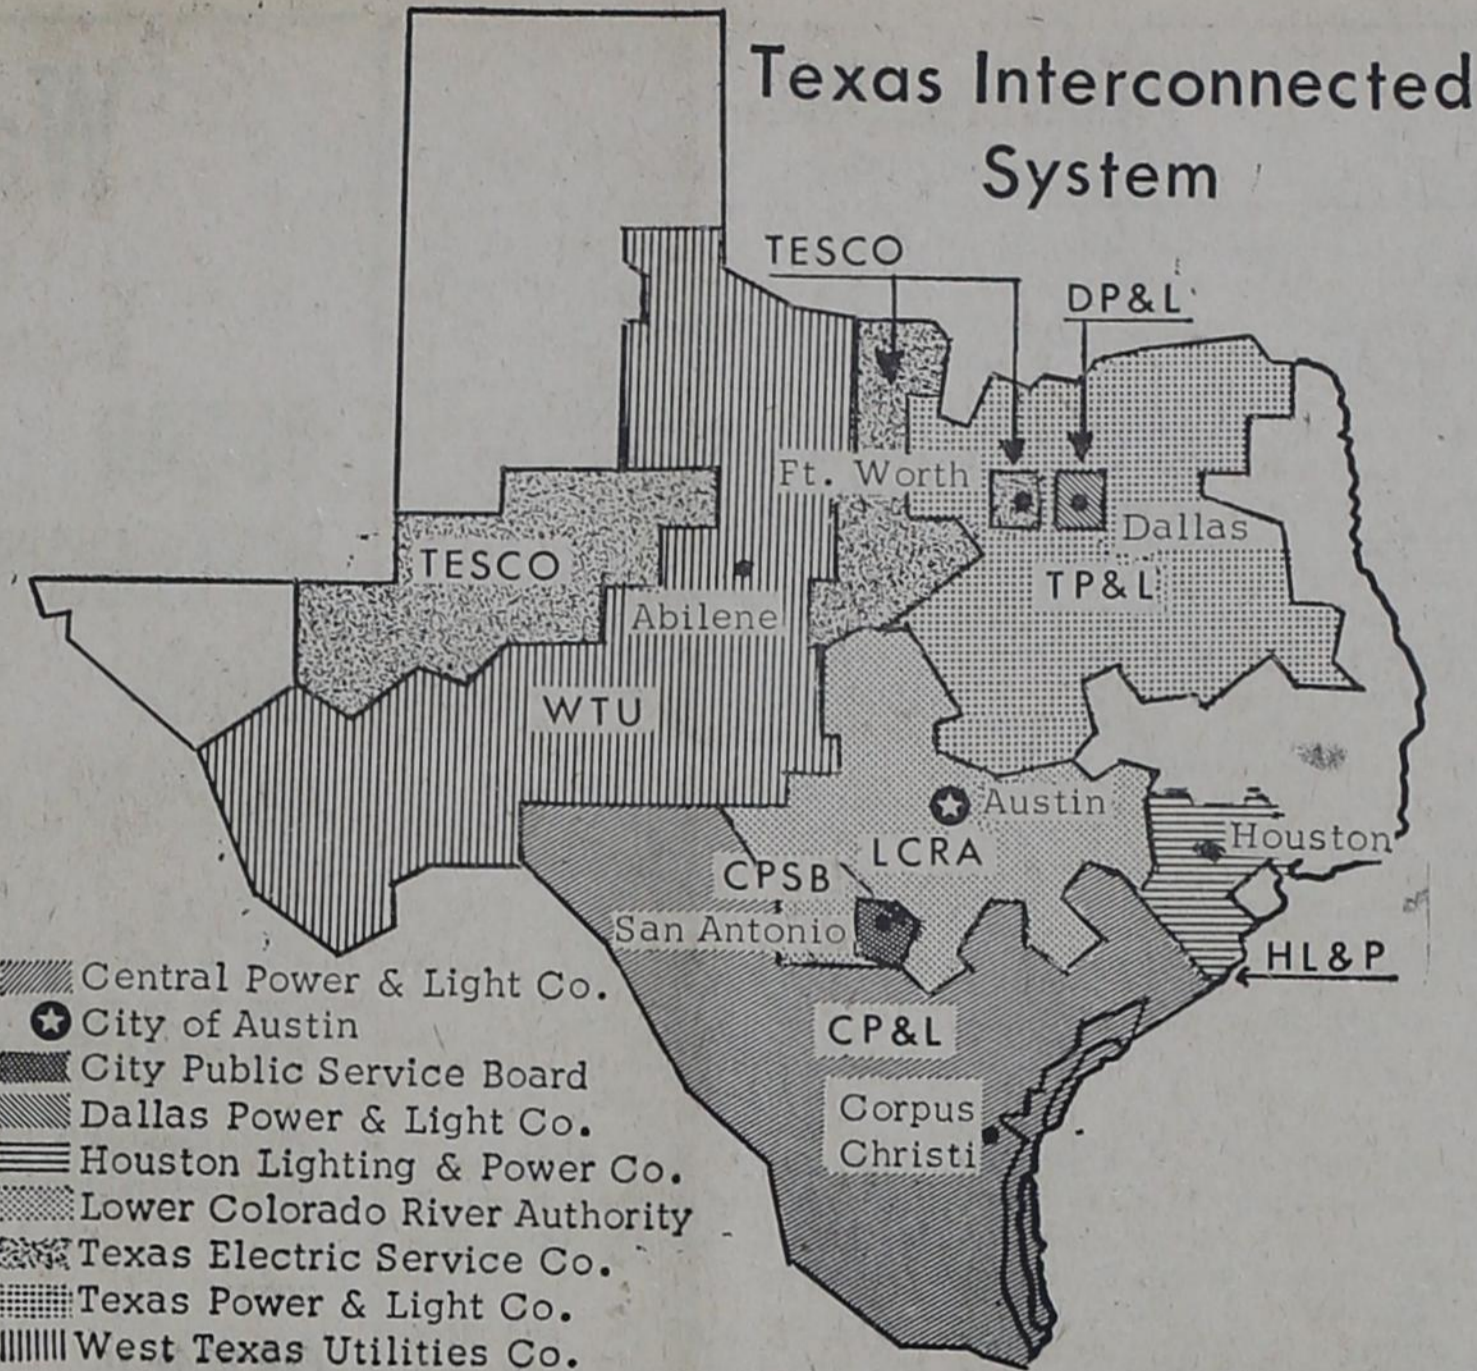 Texas Interconnected
System
TESCO
DP&L
Ft. Worth
Dallas
TESCO
TP&L
Abilene
WTU
Austin
Houston
LCRA
CPSB
San Antonio
HL&P
CP&L
Corpus
Christi
Central Power & Light Co.
City of Austin
City Public Service Board
Dallas Power & Light Co.
Houston Lighting & Power Co.
Lower Colorado River Authority
Texas Electric Service Co.
Texas Power & Light Co.
West Texas Utilities Co.